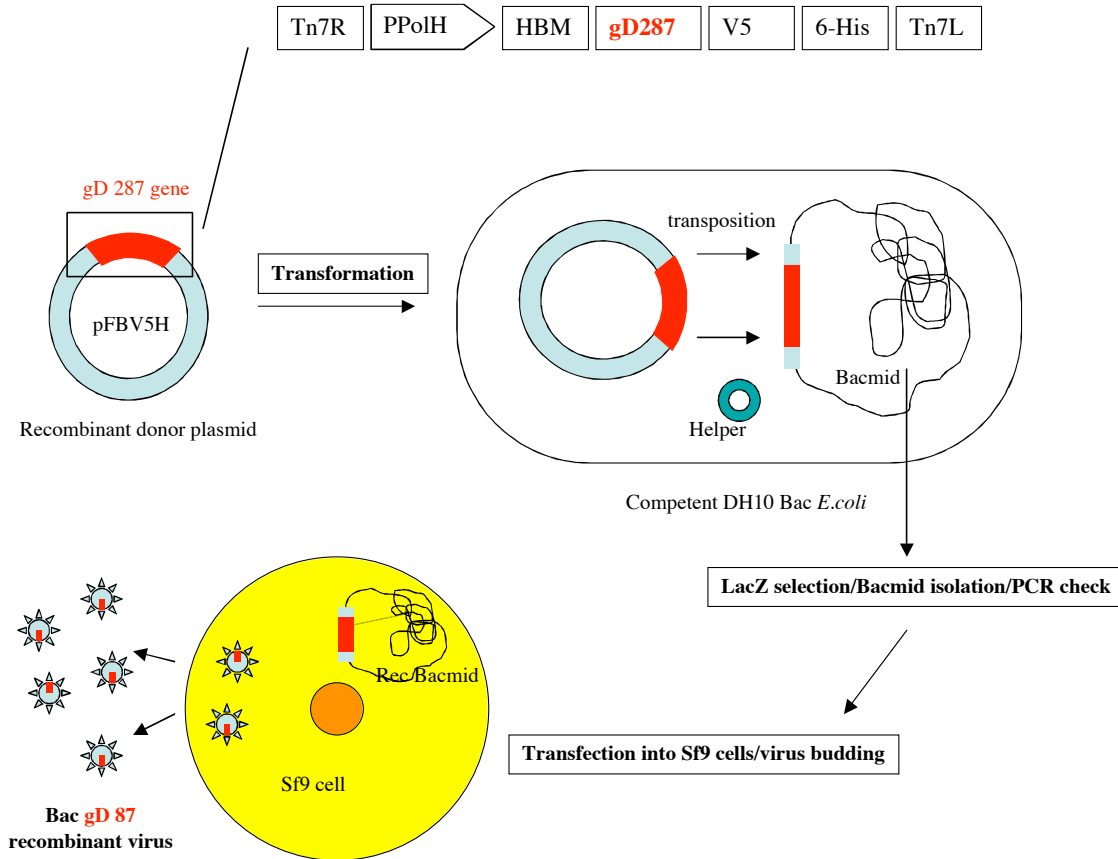 Tn7R PPolH HBM gD287 V5 6-His Tn7L
gD 287 gene
transposition
Transformation
pFBV5H
Bacmid
Recombinant donor plasmid
Helper
Competent DH10 Bac E.coli
LacZ selection/Bacmid isolation/PCR check
Rec/Bacmid
Transfection into Sf9 cells/virus budding
Sf9 cell
Bac gD 87
recombinant virus